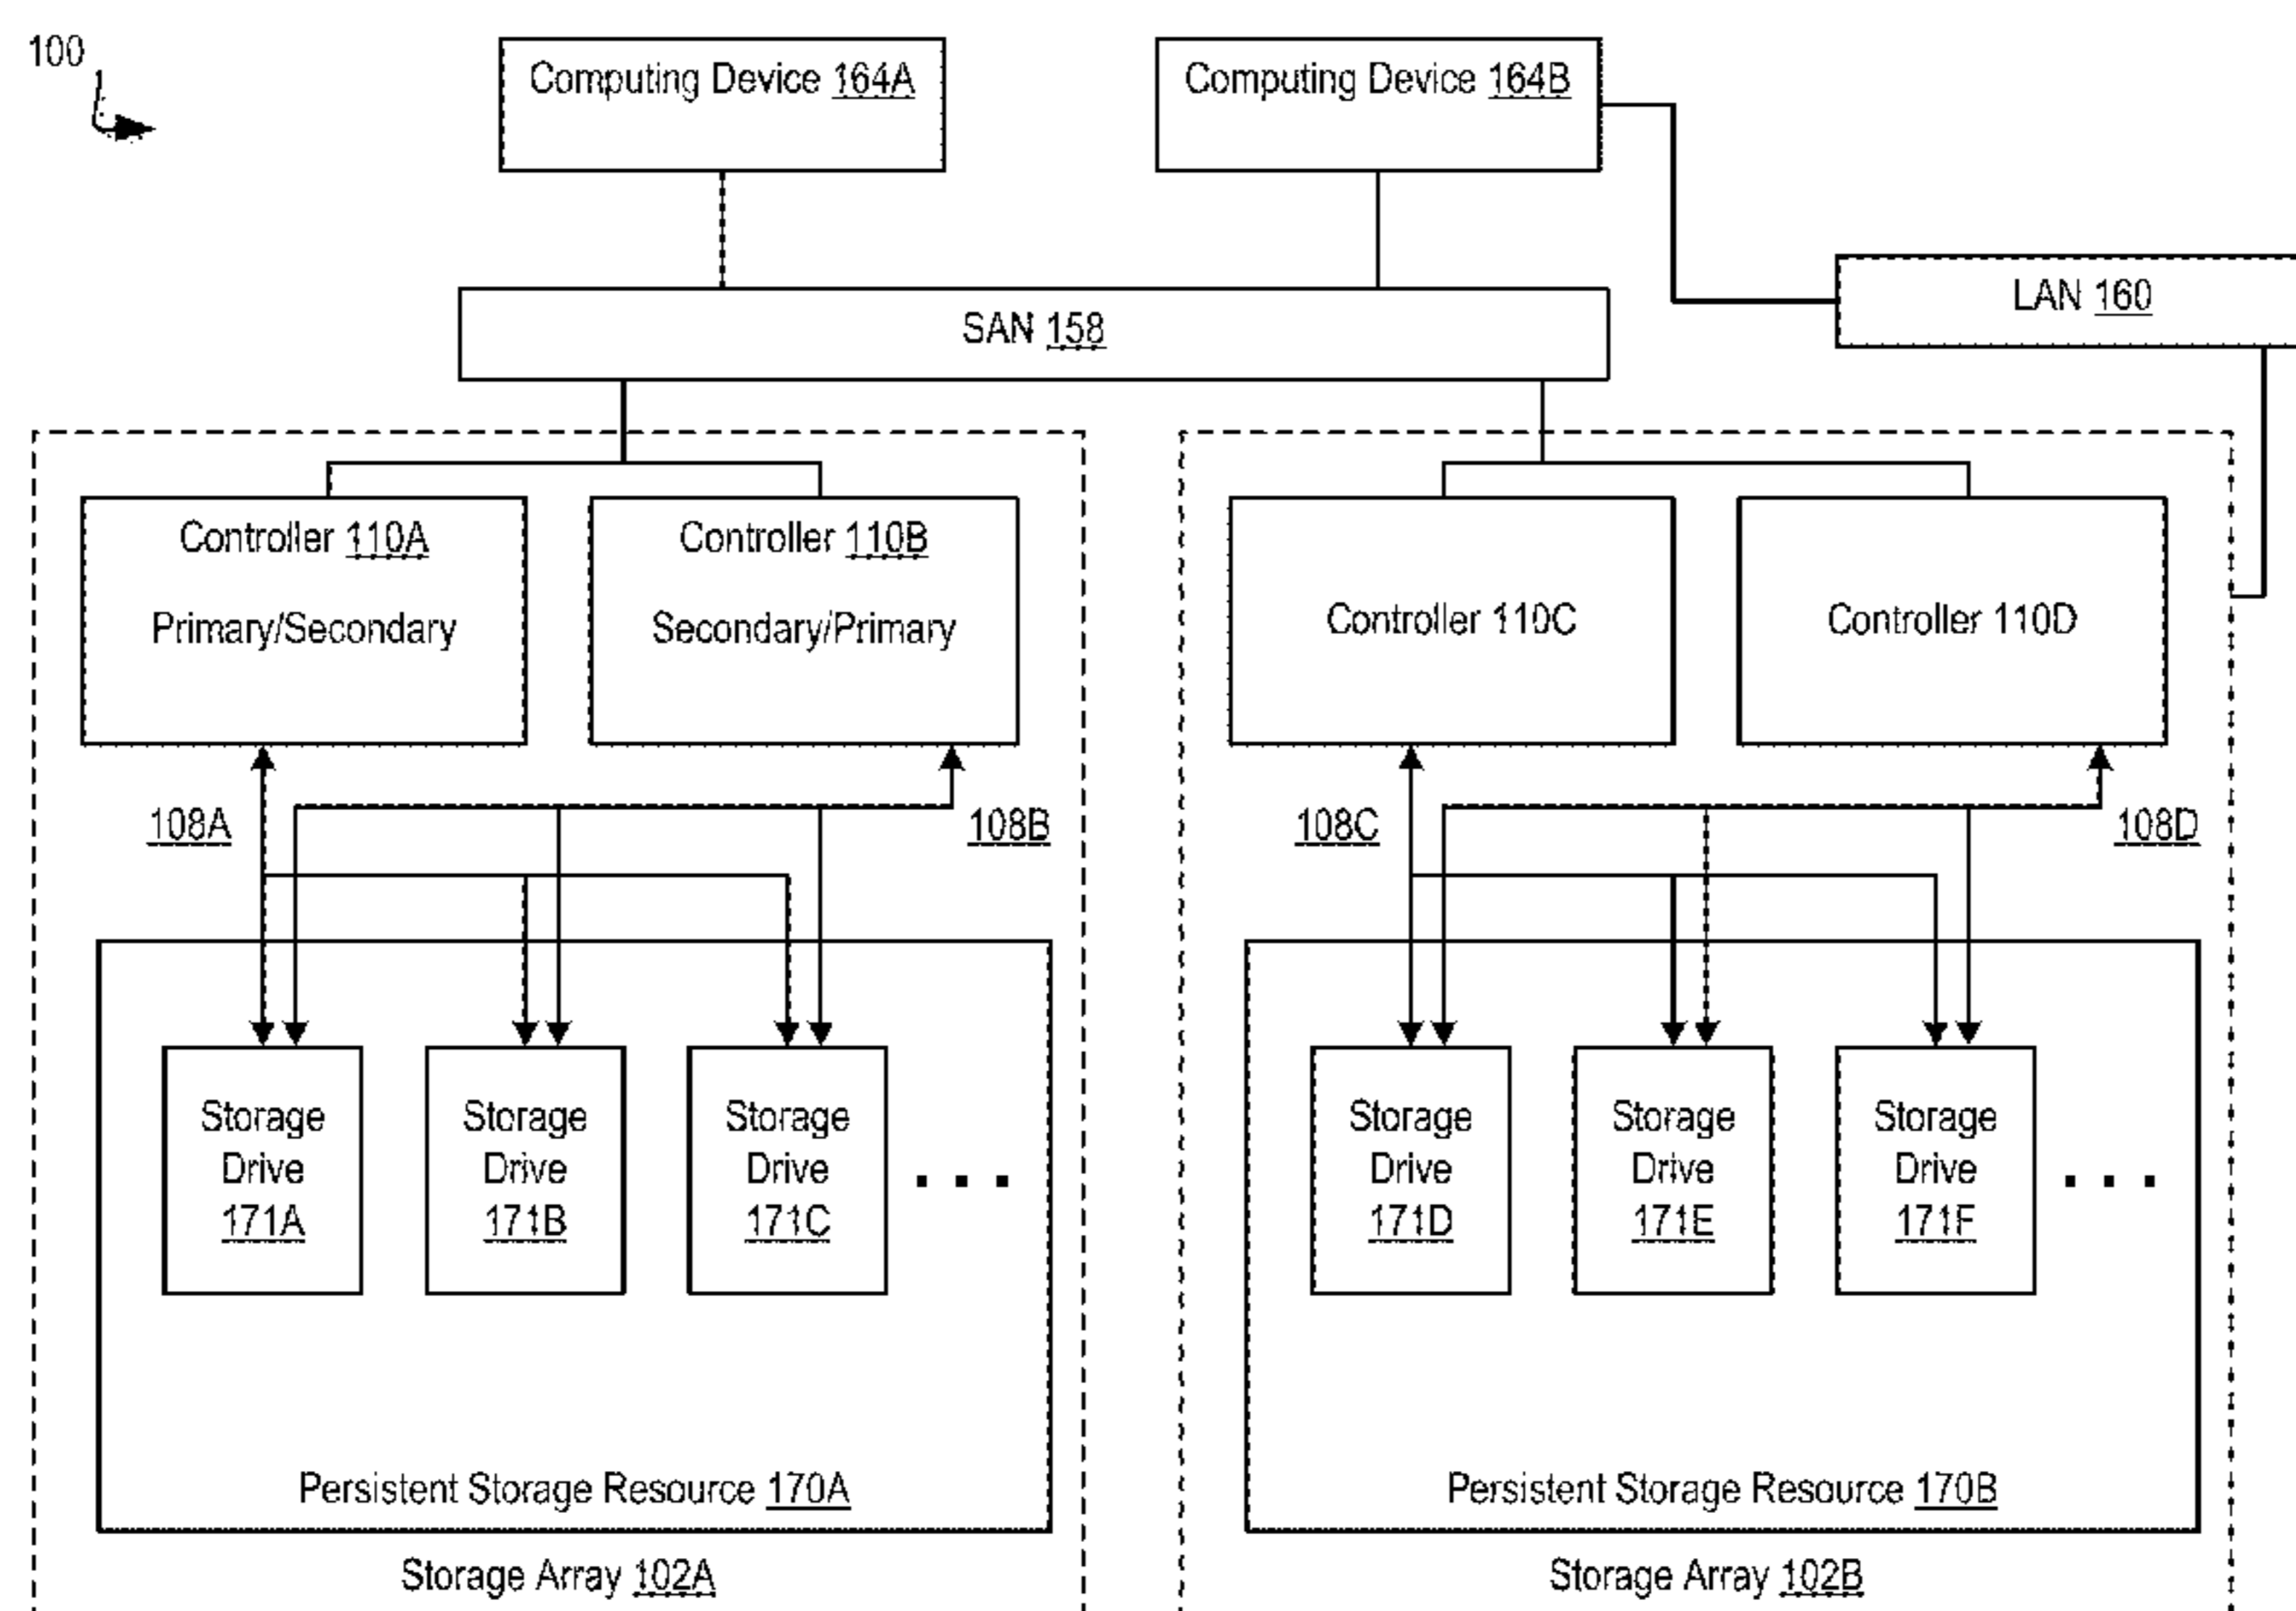 100
Computing Device 164A
Computing Device 164B
LAN 160
SAN 158
Controller 110A
Primary/Secondary
Controller 110B
Secondary/Primary
Controller 110C
Controller 110D
108A
108B
108C
108D
Storage
Drive
171A
Storage
Drive
171B
Storage
Drive
171C
. . .
Storage
Drive
171D
Storage
Drive
171E
Storage
Drive
171F
. . .
Persistent Storage Resource 170A
Persistent Storage Resource 170B
Storage Array 102A
Storage Array 102B